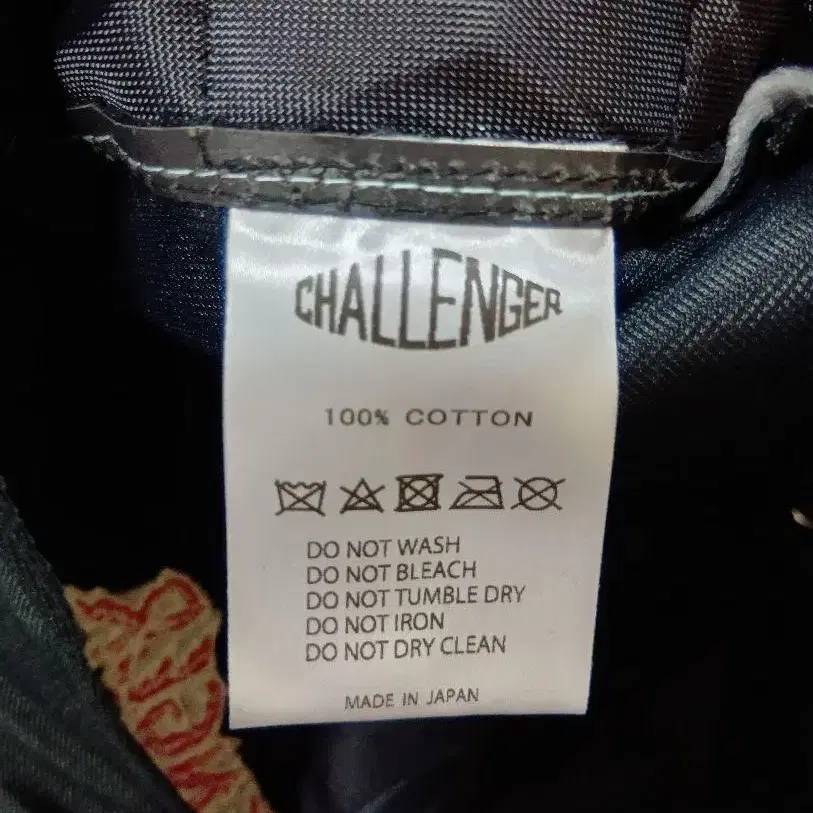 CHALLENGER
100% COTTON
DO NOT WASH
DO NOT BLEACH
DO NOT TUMBLE DRY
DO NOT IRON
DO NOT DRY CLEAN
MADE IN JAPAN